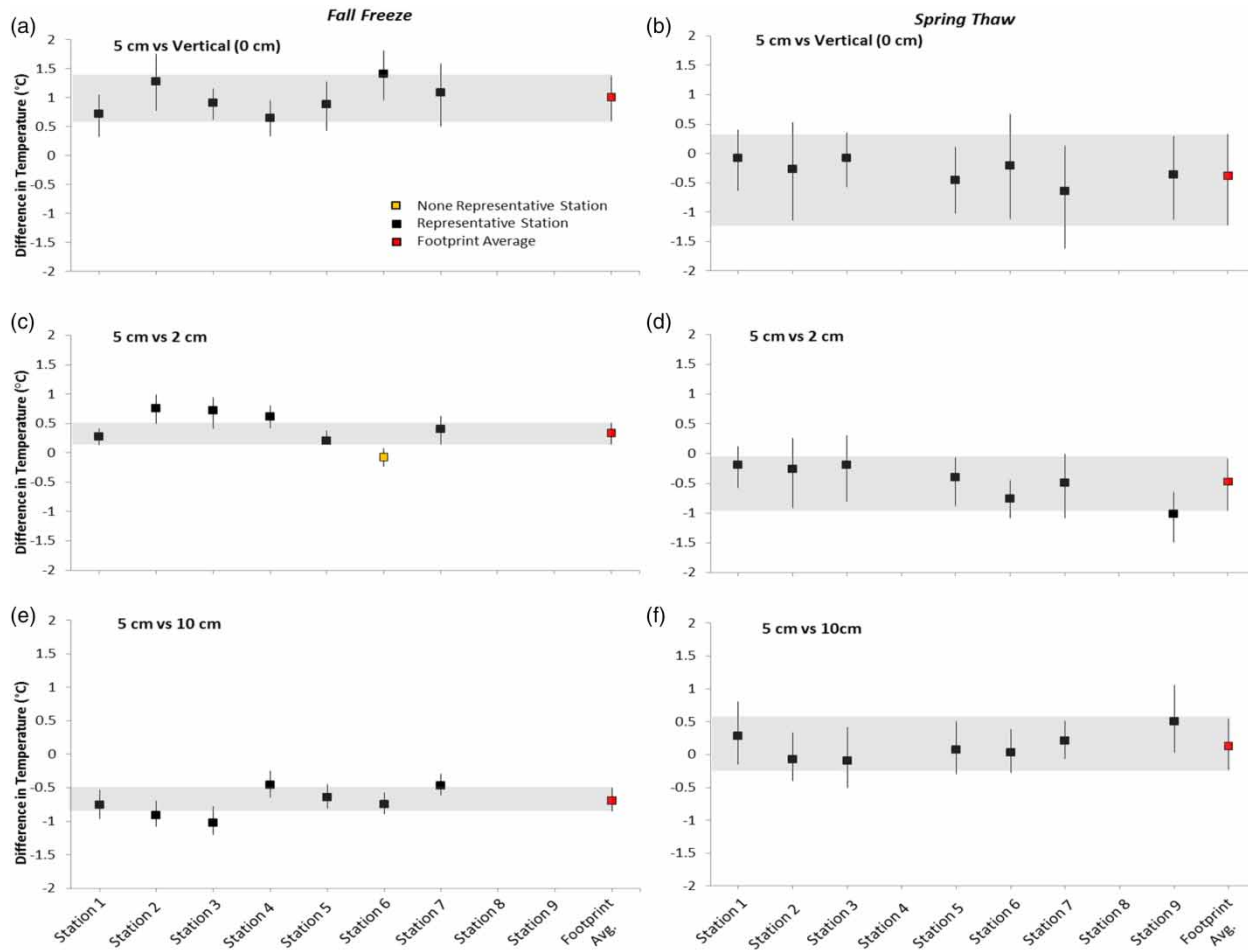 Fall Freeze
Spring Thaw
(a)
5 cm vs Vertical (0 cm)
Difference in Temperature (°C)
2
1.5
1
0.5
0
-0.5
-1
-1.5
-2
None Representative Station
Representative Station
Footprint Average
(b)
5 cm vs Vertical (0 cm)
2
1.5
1
0.5
0
-0.5
-1
-1.5
-2
(c)
5 cm vs 2 cm
Difference in Temperature (°C)
2
1.5
1
0.5
0
-0.5
-1
-1.5
-2
(d)
5 cm vs 2 cm
2
1.5
1
0.5
0
-0.5
-1
-1.5
-2
(e)
5 cm vs 10 cm
Difference in Temperature (°C)
2
1.5
1
0.5
0
-0.5
-1
-1.5
-2
Station 1
Station 2
Station 3
Station 4
Station 5
Station 6
Station 7
Station 8
Station 9
Footprint
Avg.
(f)
5 cm vs 10cm
2
1.5
1
0.5
0
-0.5
-1
-1.5
-2
Station 1
Station 2
Station 3
Station 4
Station 5
Station 6
Station 7
Station 8
Station 9
Footprint
Avg.